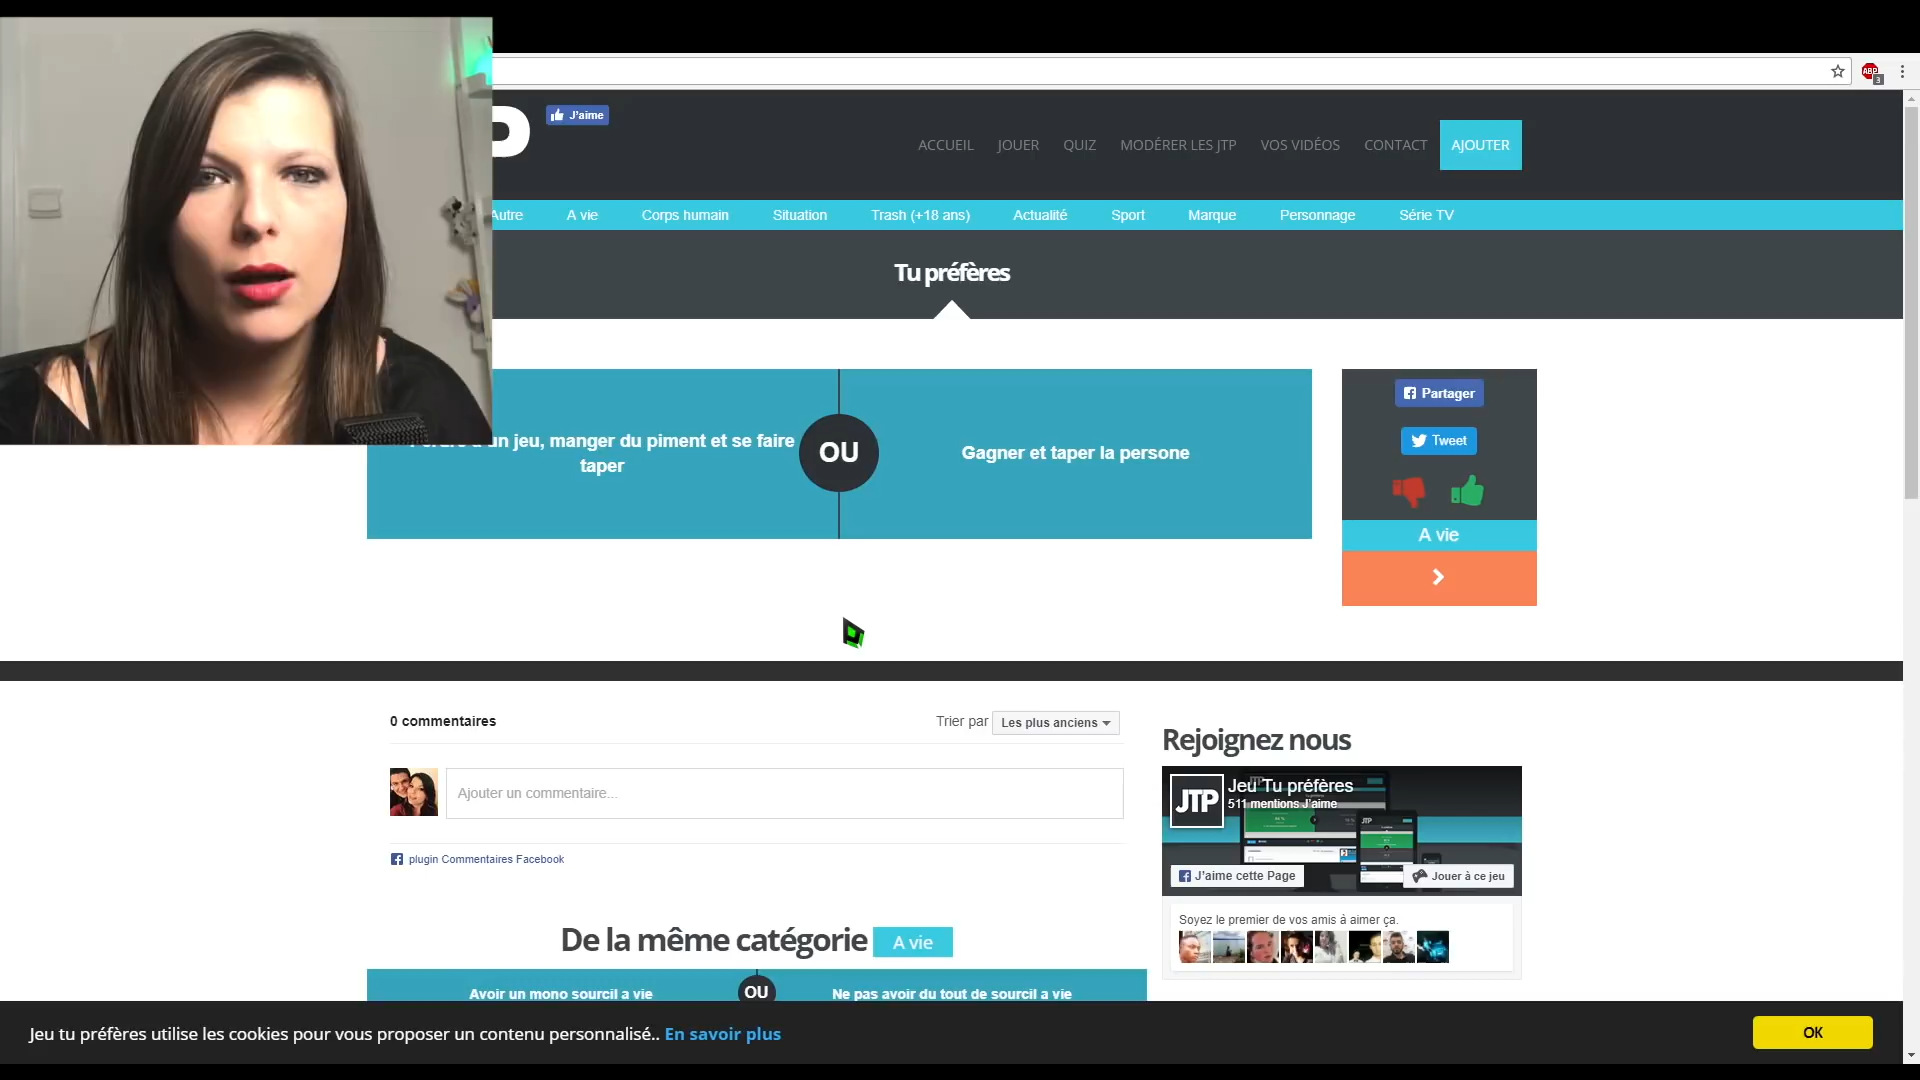 ABP
3
J'aime
ACCUEIL JOUER QUIZ MODÉRER LES JTP VOS VIDÉOS CONTACT AJOUTER
Autre A vie Corps humain Situation Trash (+18 ans) Actualité Sport Marque Personnage Série TV
Tu préfères
un jeu, manger du piment et se faire
taper
OU
Gagner et taper la persone
Partager
Tweet
A vie
0 commentaires
Trier par Les plus anciens
Ajouter un commentaire...
plugin Commentaires Facebook
Rejoignez nous
JTP
Jeu Tu préfères
511 mentions J'aime
J'aime cette Page
Jouer à ce jeu
Soyez le premier de vos amis à aimer ça.
De la même catégorie A vie
Avoir un mono sourcil a vie
OU
Ne pas avoir du tout de sourcil a vie
Jeu tu préfères utilise les cookies pour vous proposer un contenu personnalisé.. En savoir plus
OK